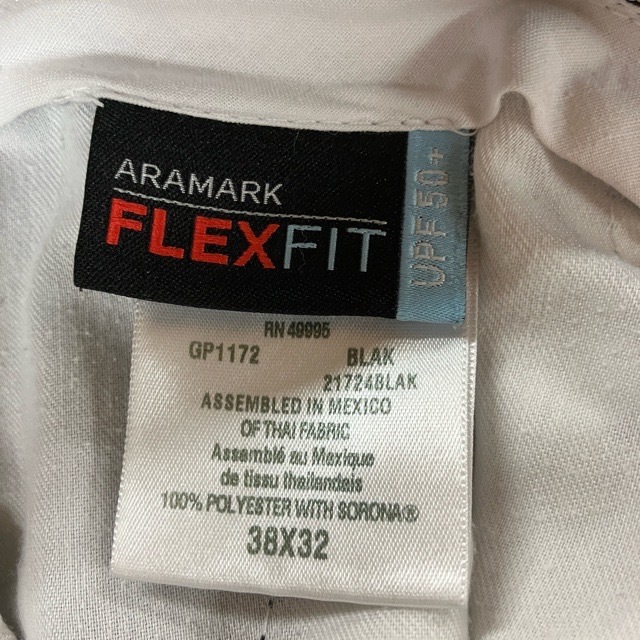 ARAMARK
FLEXFIT
UPF 50+
RN 49995
GP1172 BLAK
21724BLAK
ASSEMBLED IN MEXICO
OF THAI FABRIC
Assemblé au Mexique
de tissu thailandais
100% POLYESTER WITH SORONA®
38X32